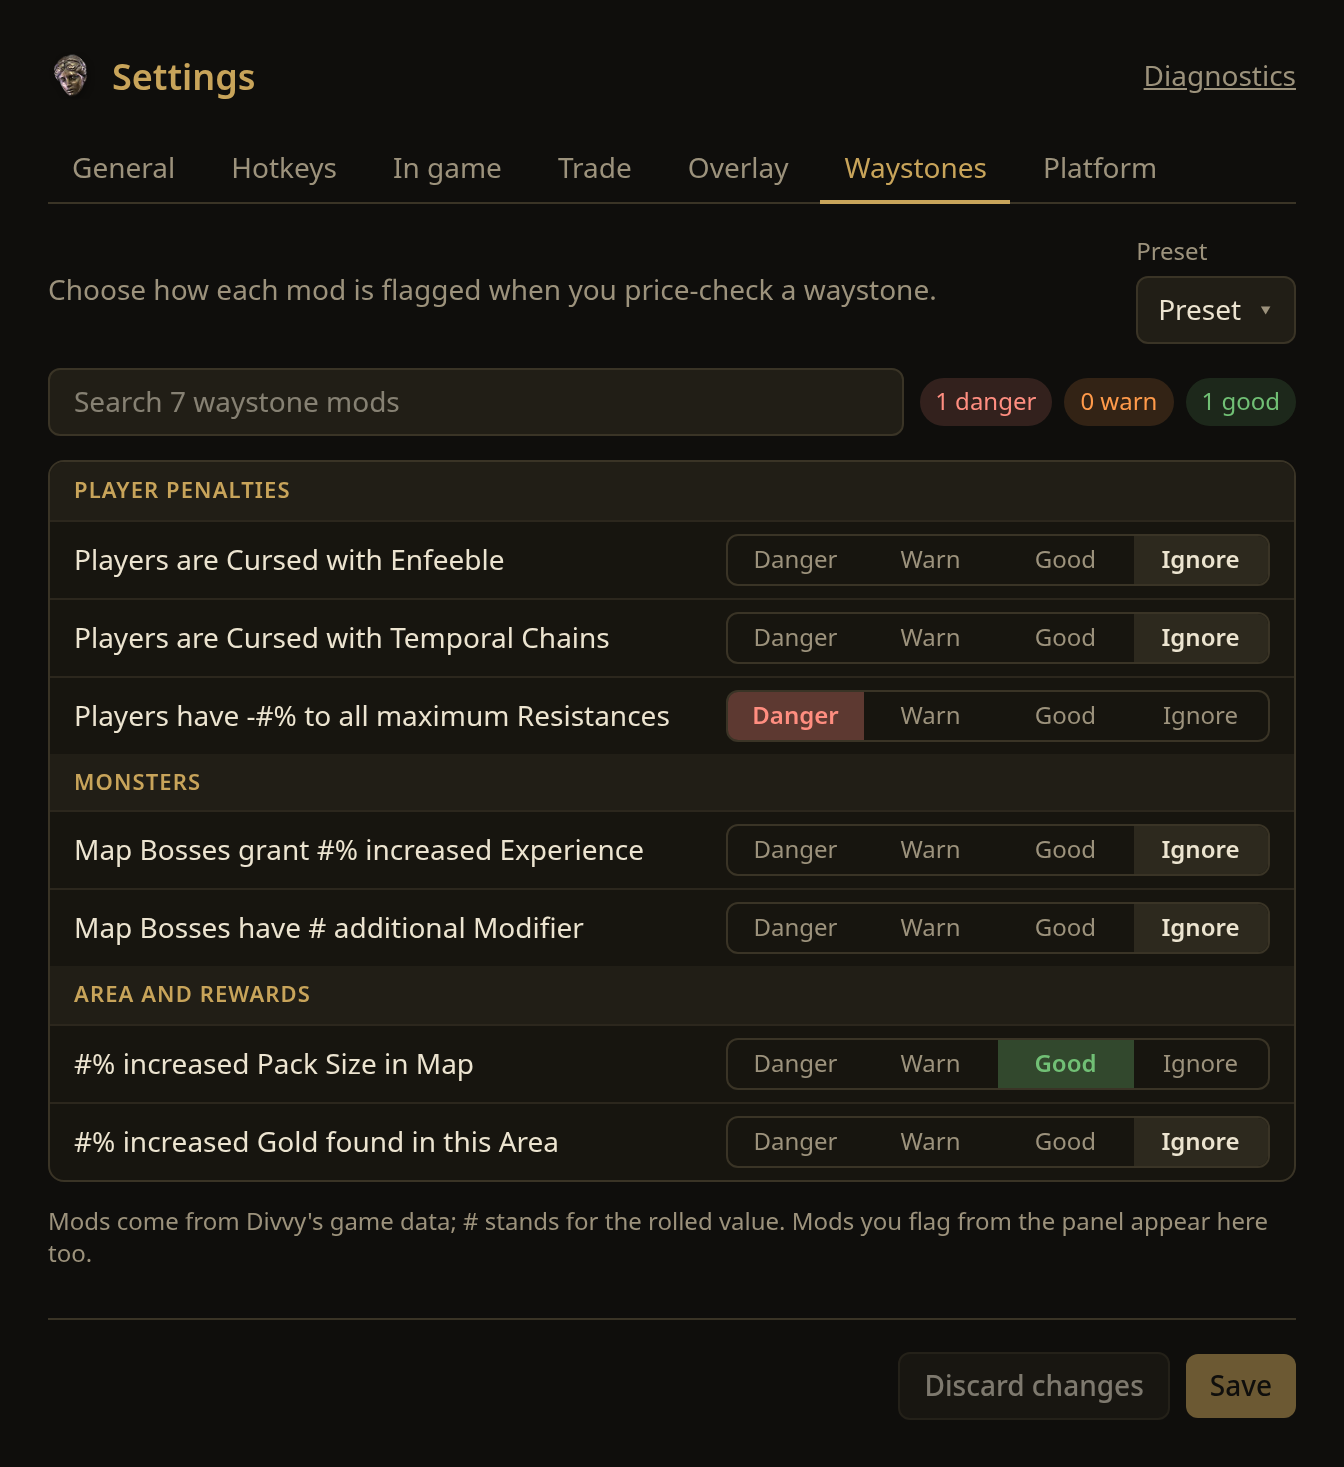 Settings
Diagnostics
General Hotkeys In game Trade Overlay Waystones Platform
Choose how each mod is flagged when you price-check a waystone.
Preset
Preset
Search 7 waystone mods
1 danger 0 warn 1 good
PLAYER PENALTIES
Players are Cursed with Enfeeble Danger Warn Good Ignore
Players are Cursed with Temporal Chains Danger Warn Good Ignore
Players have -#% to all maximum Resistances Danger Warn Good Ignore
MONSTERS
Map Bosses grant #% increased Experience Danger Warn Good Ignore
Map Bosses have # additional Modifier Danger Warn Good Ignore
AREA AND REWARDS
#% increased Pack Size in Map Danger Warn Good Ignore
#% increased Gold found in this Area Danger Warn Good Ignore
Mods come from Divvy's game data; # stands for the rolled value. Mods you flag from the panel appear here
too.
Discard changes Save